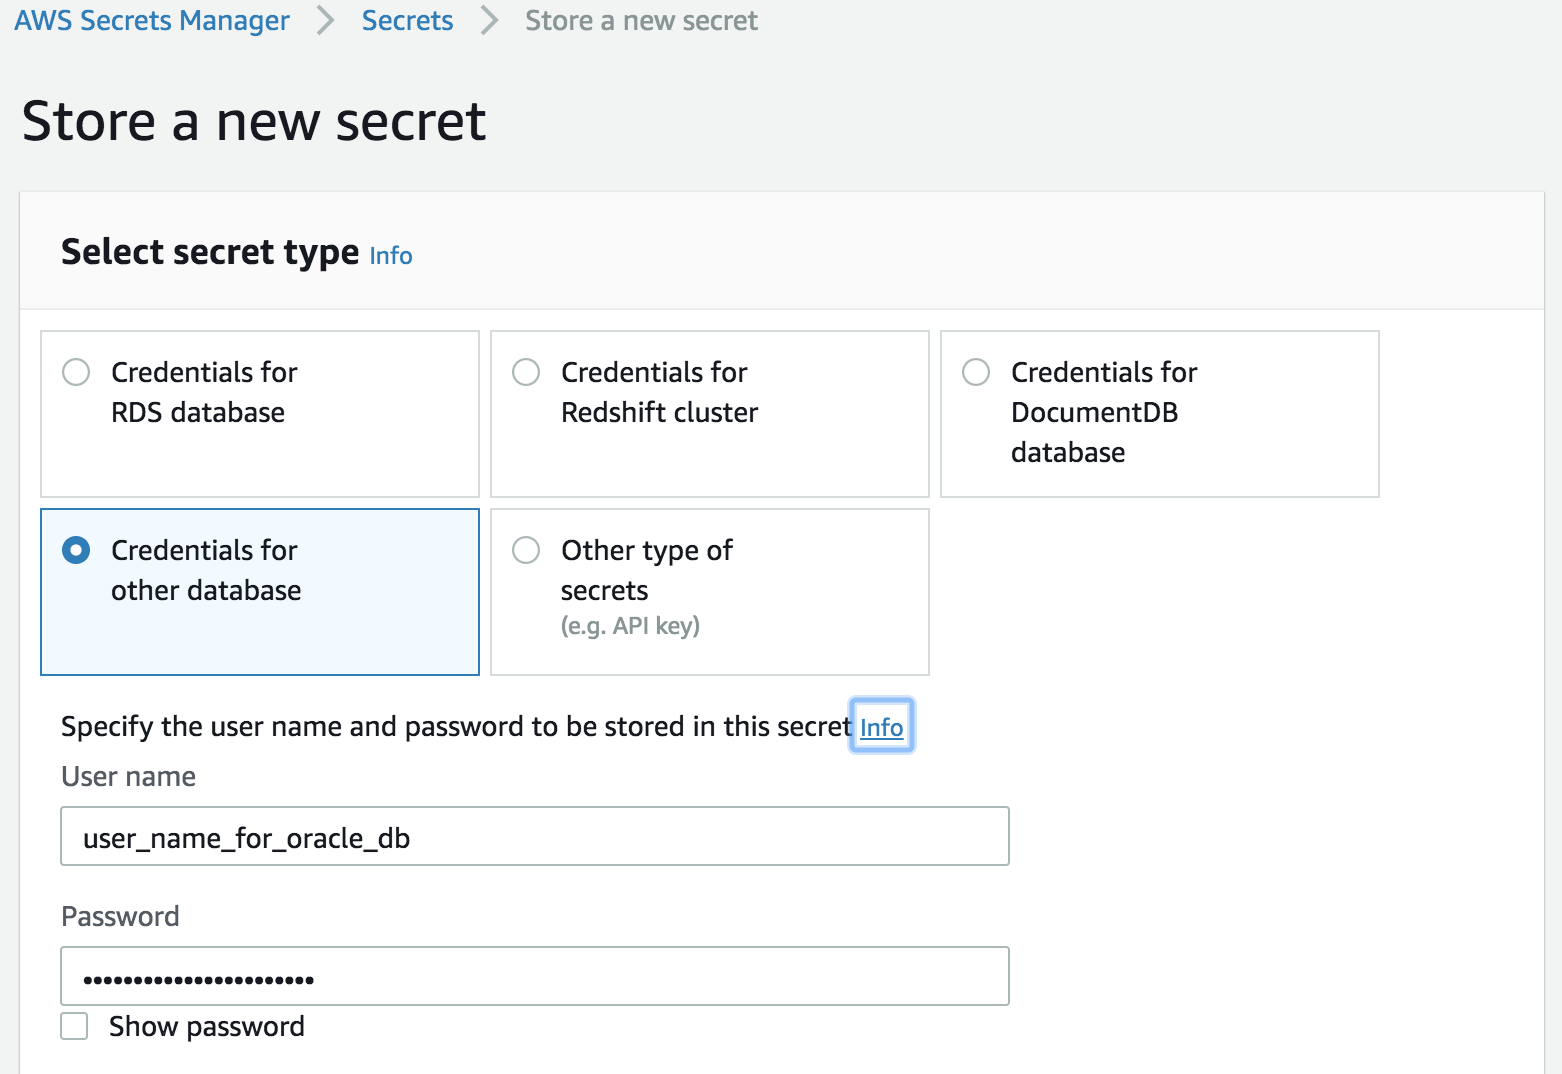 AWS Secrets Manager > Secrets > Store a new secret
Store a new secret
Select secret type Info
Credentials for
RDS database
Credentials for
Redshift cluster
Credentials for
DocumentDB
database
Credentials for
other database
Other type of
secrets
(e.g. API key)
Specify the user name and password to be stored in this secret Info
User name
user_name_for_oracle_db
Password
•••••••••••••••••••••••
Show password